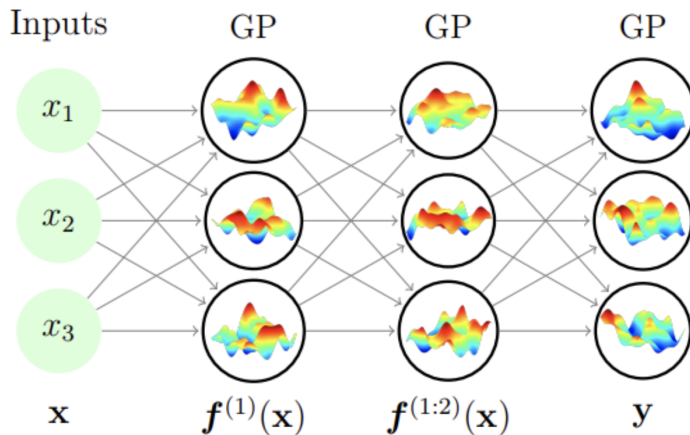 Inputs GP GP GP
x₁
x₂
x₃
𝐱 𝒇⁽¹⁾(𝐱) 𝒇⁽¹:²⁾(𝐱) 𝐲